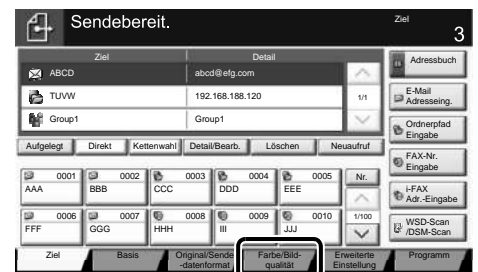 Sendebereit.
Ziel
3
Ziel Detail
ABCD abcd@efg.com
TUVW 192.168.188.120
1/1
Group1 Group1
Aufgelegt Direkt Kettenwahl Detail/Bearb. Löschen Neuaufruf
0001 0002 0003 0004 0005 Nr.
AAA BBB CCC DDD EEE
0006 0007 0008 0009 0010 1/100
FFF GGG HHH III JJJ
Adressbuch
E-Mail
Adresseing.
Ordnerpfad
Eingabe
FAX-Nr.
Eingabe
i-FAX
Adr.-Eingabe
WSD-Scan
/DSM-Scan
Ziel
Basis
Original/Sende
-datenformat
Farbe/Bild-
qualität
Erweiterte
Einstellung
Programm